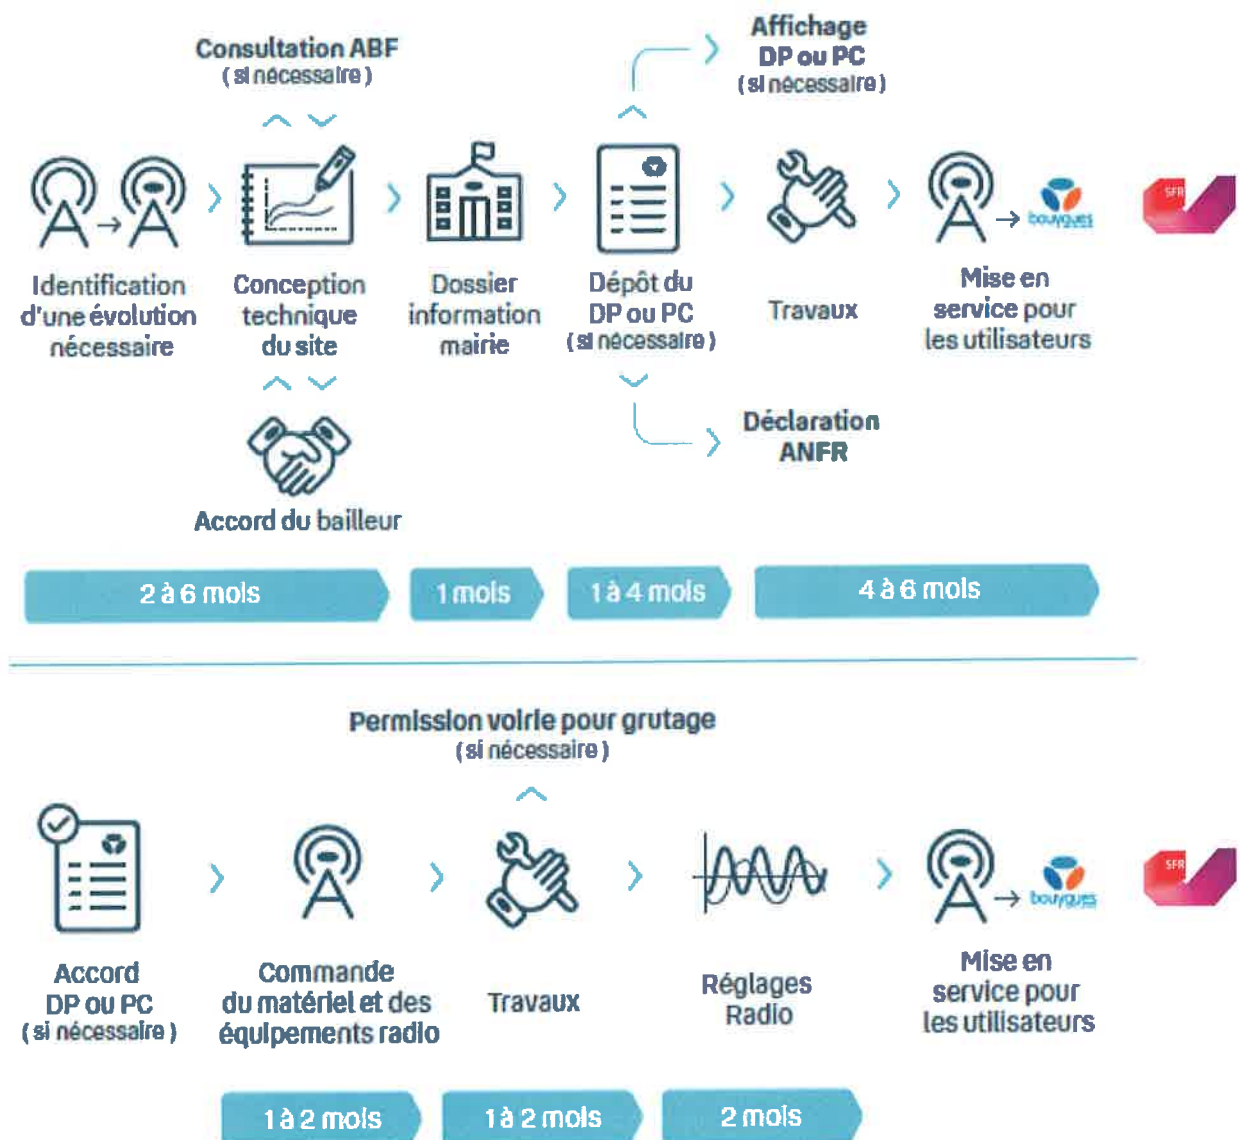 Consultation ABF
(si nécessaire)
Affichage
DP ou PC
(si nécessaire)
bouygues
SFR
Identification
d'une évolution
nécessaire
Conception
technique
du site
Dossier
information
mairie
Dépôt du
DP ou PC
(si nécessaire)
Travaux
Mise en
service pour
les utilisateurs
Déclaration
ANFR
Accord du bailleur
2 à 6 mois
1 mois
1 à 4 mois
4 à 6 mois
Permission voirie pour grutage
(si nécessaire)
bouygues
SFR
Accord
DP ou PC
(si nécessaire)
Commande
du matériel et des
équipements radio
Travaux
Réglages
Radio
Mise en
service pour
les utilisateurs
1 à 2 mois
1 à 2 mois
2 mois